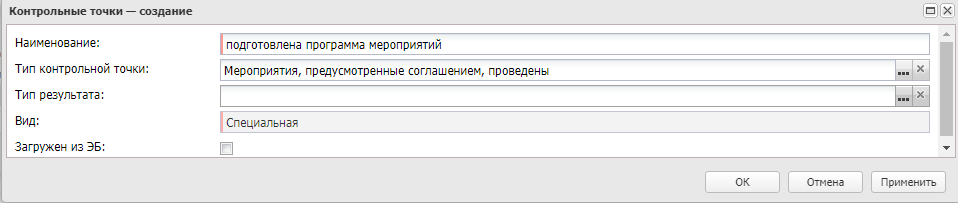 Контрольные точки — создание
Наименование: подготовлена программа мероприятий
Тип контрольной точки: Мероприятия, предусмотренные соглашением, проведены
Тип результата:
Вид: Специальная
Загружен из ЭБ:
ОК Отмена Применить